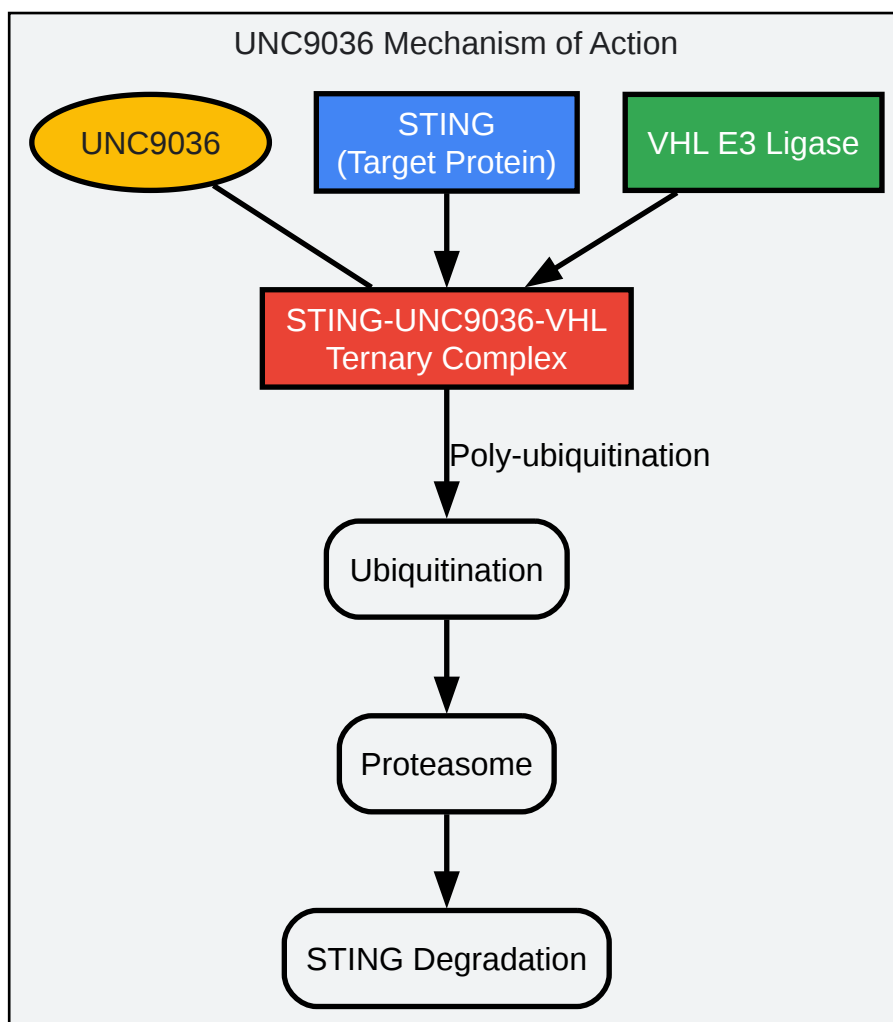 UNC9036 Mechanism of Action
UNC9036
STING
(Target Protein)
VHL E3 Ligase
STING-UNC9036-VHL
Ternary Complex
Poly-ubiquitination
Ubiquitination
Proteasome
STING Degradation